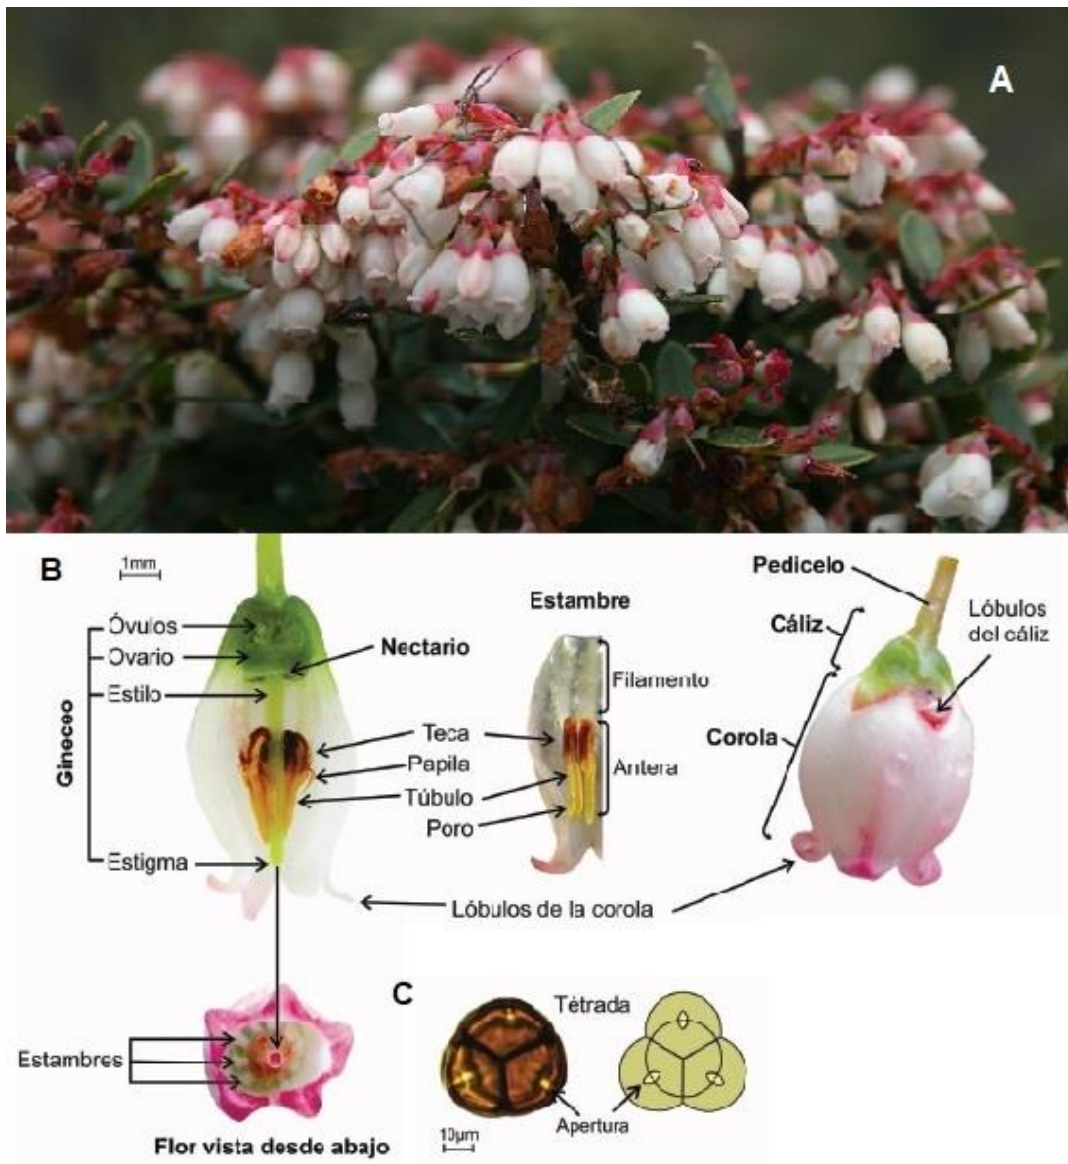 A
B
1mm
Óvulos
Ovario
Estilo
Gineceo
Estigma
Nectario
Teca
Papila
Túbulo
Poro
Estambre
Filamento
Antera
Pedicelo
Cáliz
Lóbulos
del cáliz
Corola
Lóbulos de la corola
Estambres
Flor vista desde abajo
C
Tétrada
Apertura
10µm